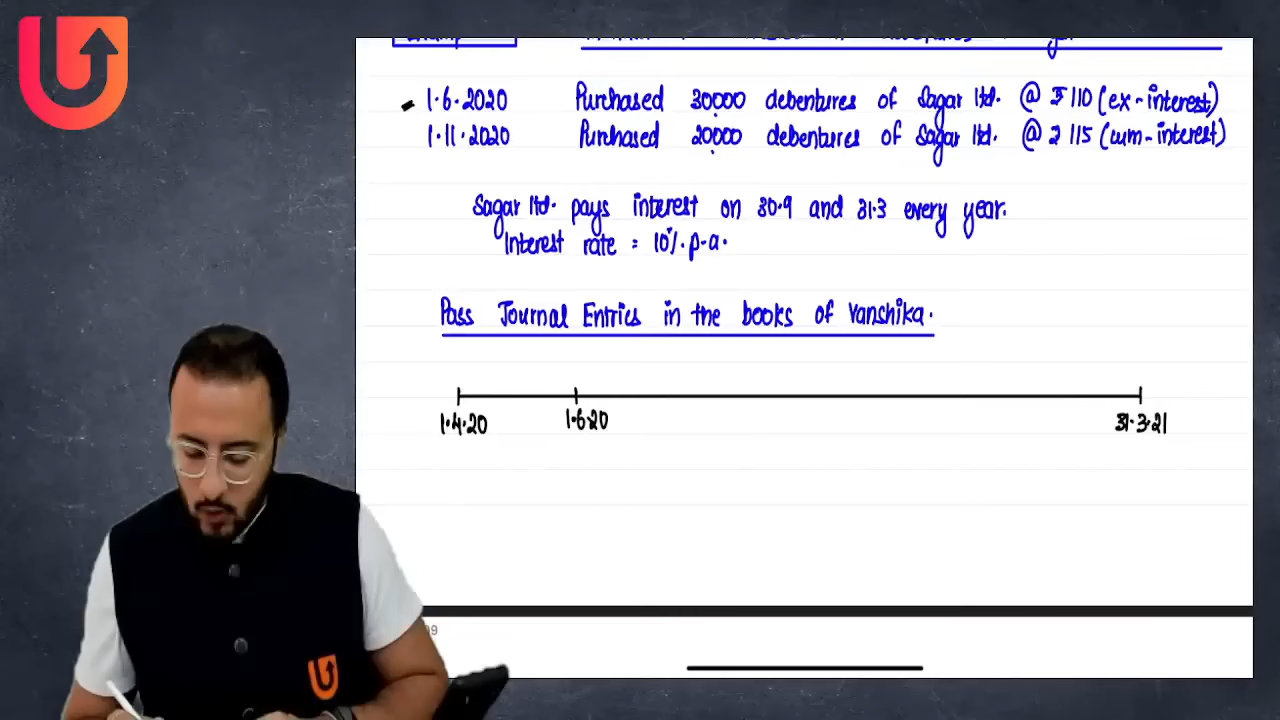 1.6.2020 Purchased 30000 debentures of Sagar ltd. @ ₹ 110 (ex-interest)
1.11.2020 Purchased 20000 debentures of Sagar ltd. @ ₹ 115 (cum-interest)
Sagar ltd. pays interest on 30.9 and 31.3 every year.
Interest rate = 10% p.a.
Pass Journal Entries in the books of Vanshika.
1.4.20 1.6.20 31.3.21